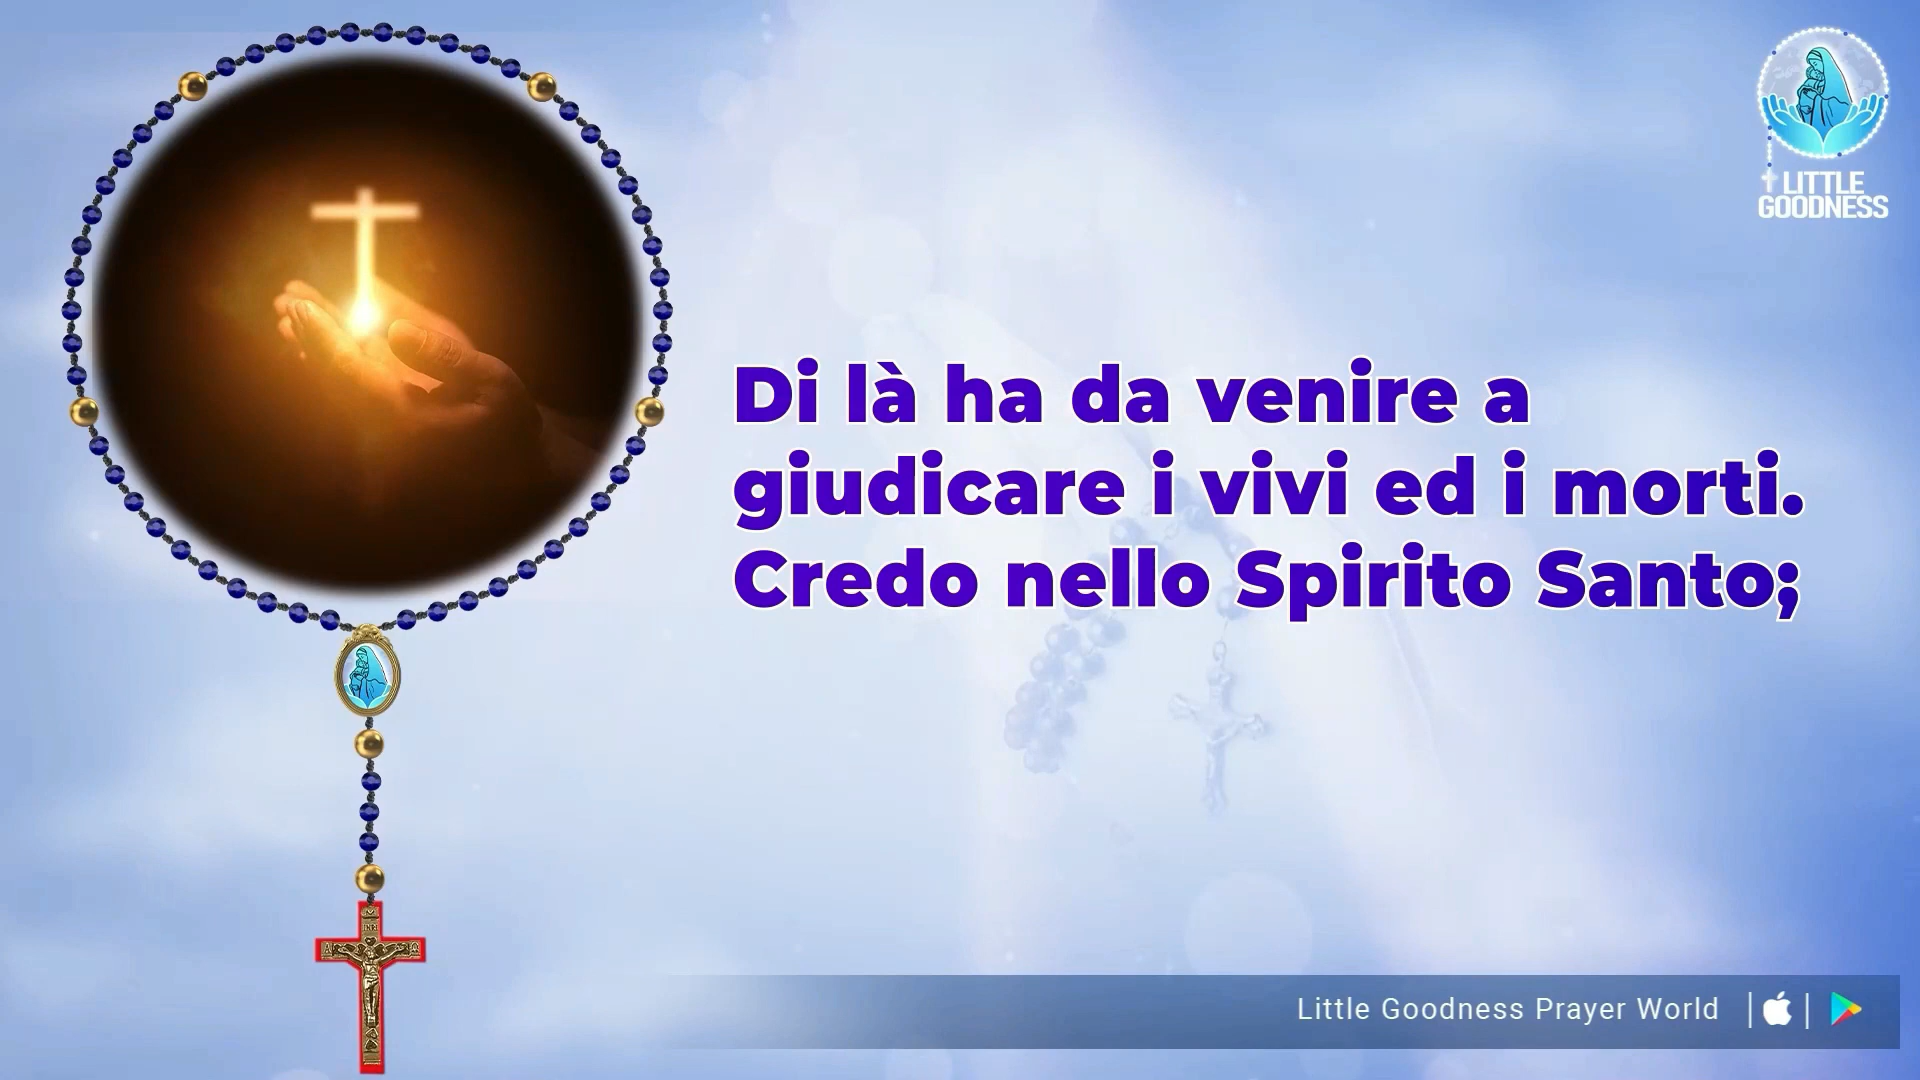 LITTLE
GOODNESS
Di là ha da venire a
giudicare i vivi ed i morti.
Credo nello Spirito Santo;
INRI
Little Goodness Prayer World